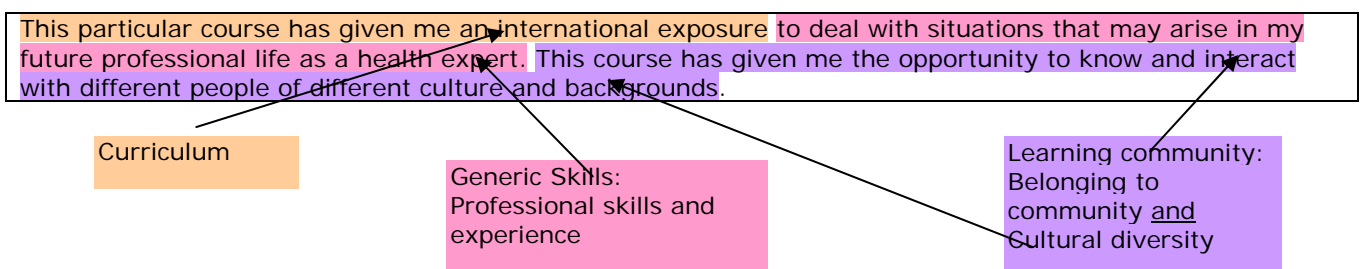 This particular course has given me an international exposure to deal with situations that may arise in my
future professional life as a health expert. This course has given me the opportunity to know and interact
with different people of different culture and backgrounds.
Curriculum
Generic Skills:
Professional skills and
experience
Learning community:
Belonging to
community and
Cultural diversity